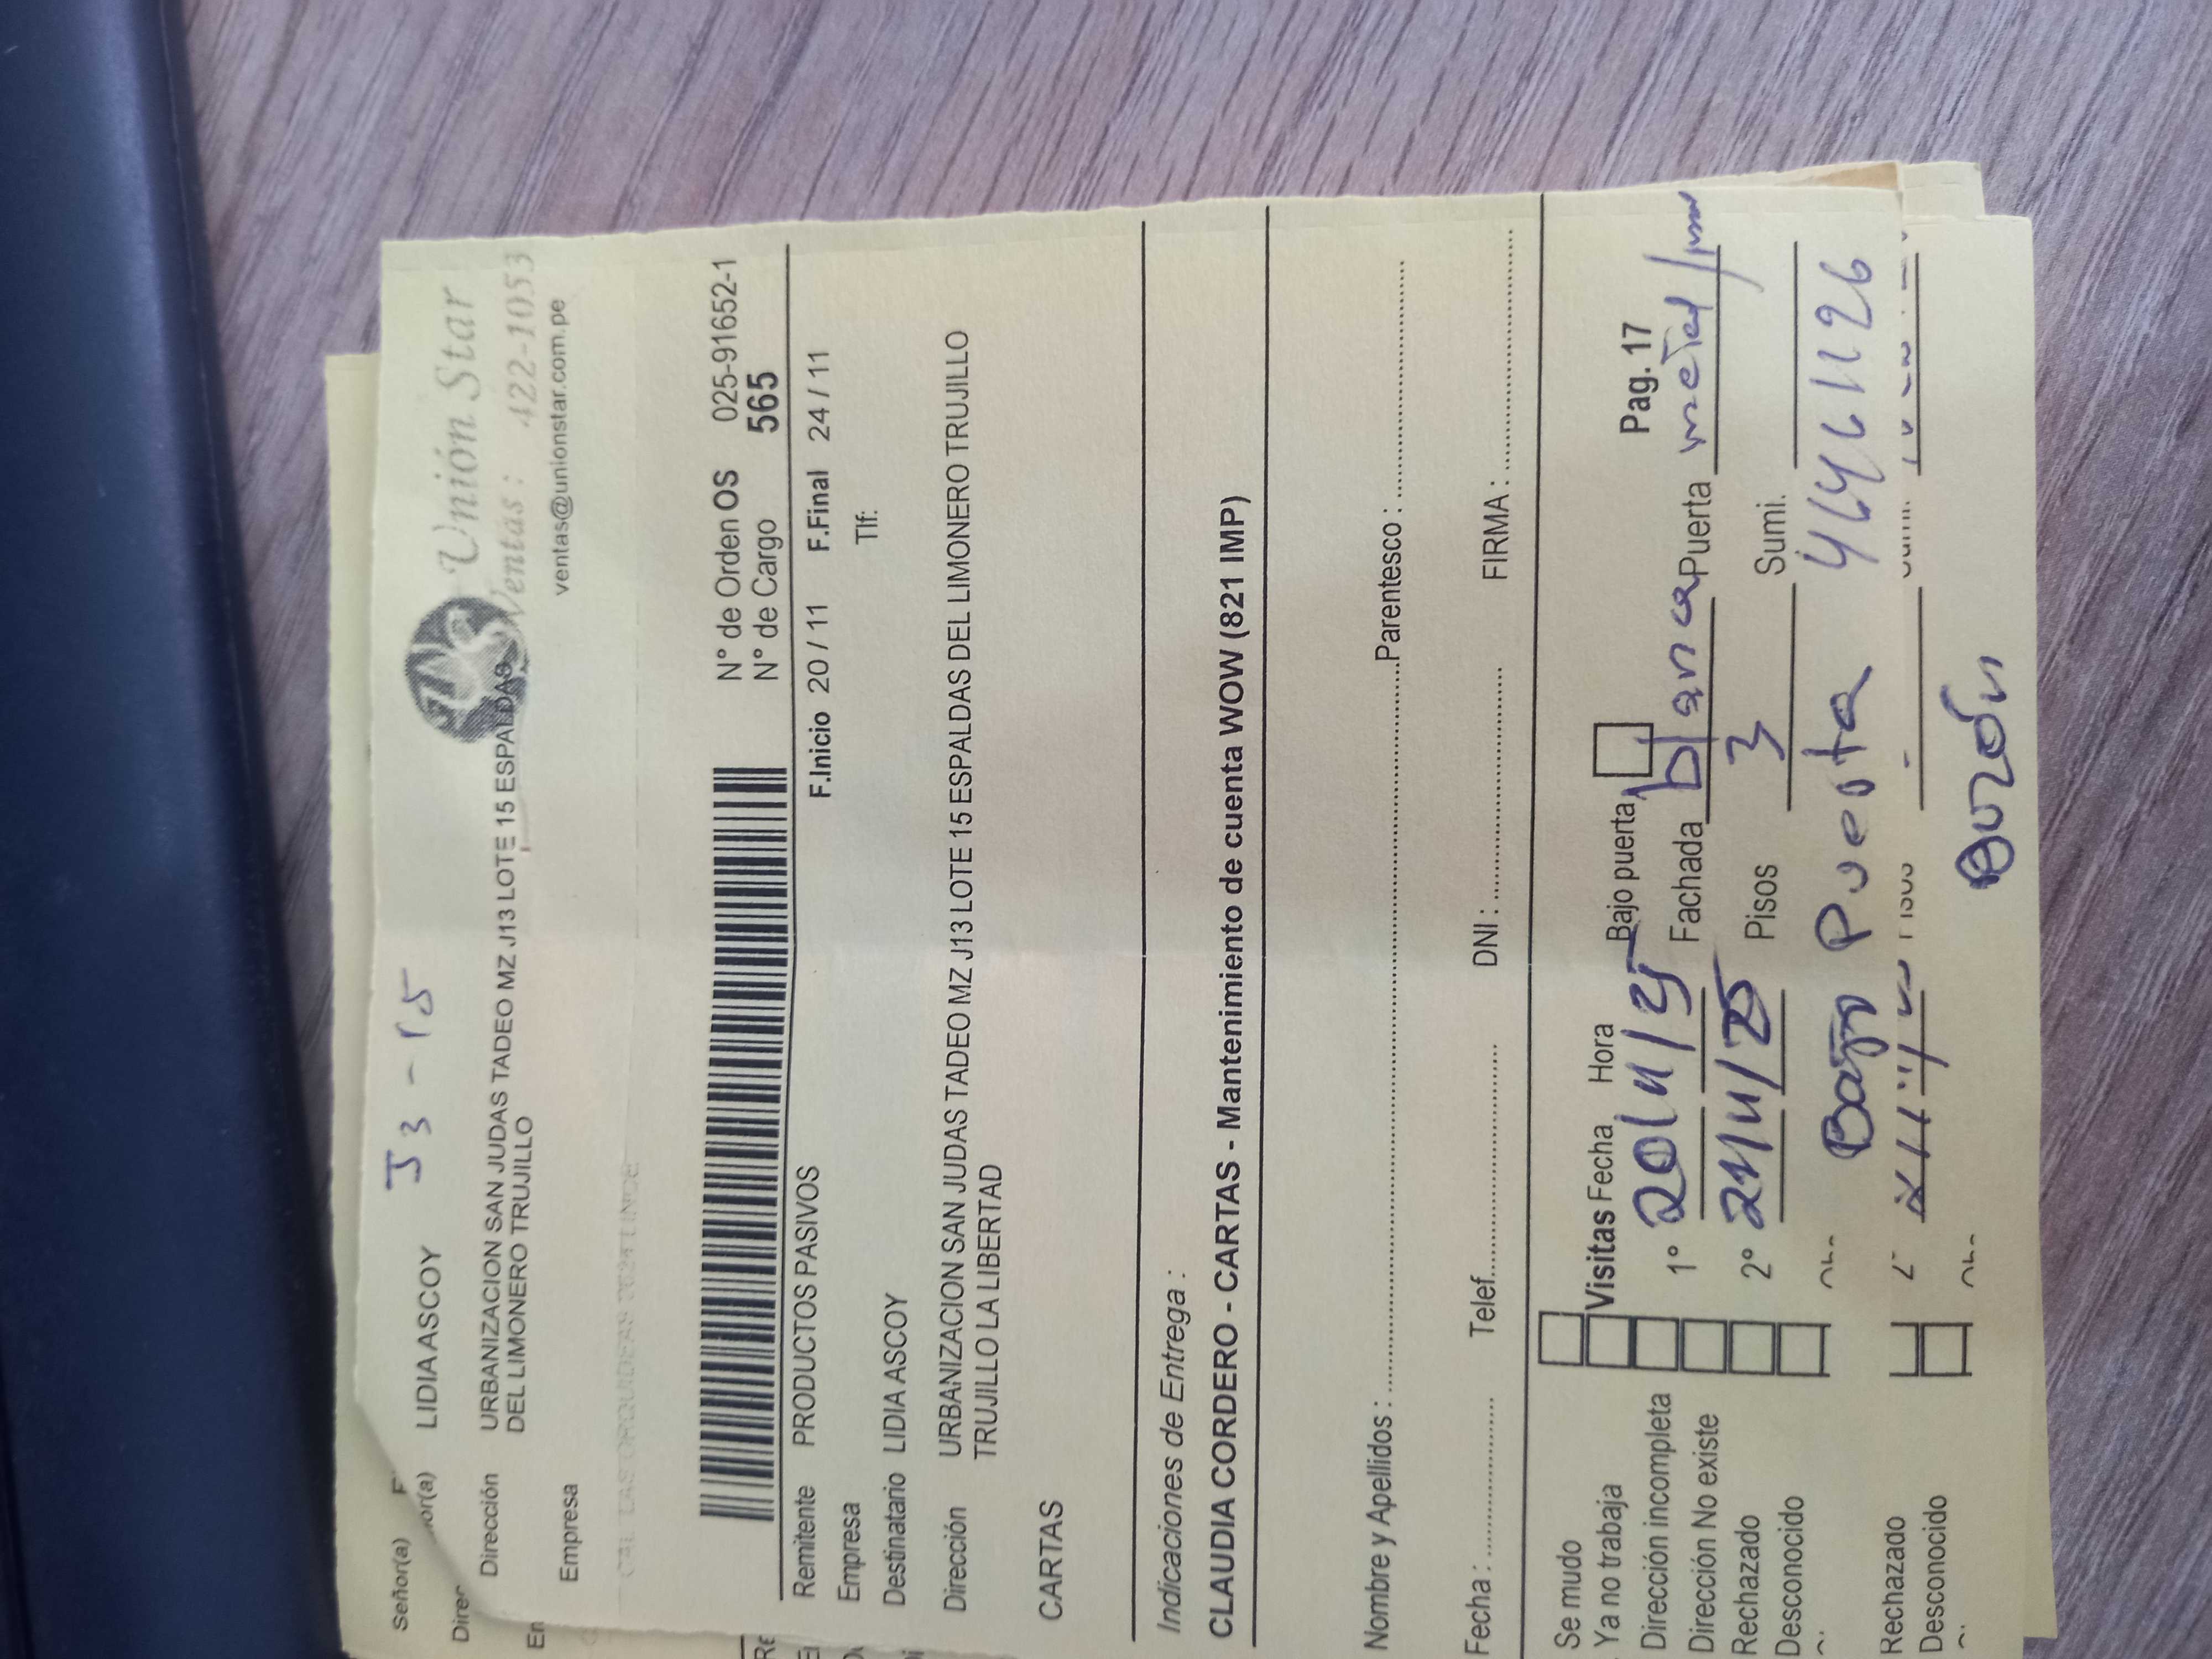 Señor(a)
J3-15
LIDIA ASCOY
Unión Star
Ventas: 422-1053
ventas@unionstar.com.pe
Dirección URBANIZACION SAN JUDAS TADEO MZ J13 LOTE 15 ESPALDAS
DEL LIMONERO TRUJILLO
Empresa
N° de Orden OS 025-91652-1
N° de Cargo 565
Remitente PRODUCTOS PASIVOS F.Inicio 20 / 11 F.Final 24 / 11
Empresa Tlf:
Destinatario LIDIA ASCOY
Dirección URBANIZACION SAN JUDAS TADEO MZ J13 LOTE 15 ESPALDAS DEL LIMONERO TRUJILLO
TRUJILLO LA LIBERTAD
CARTAS
Indicaciones de Entrega :
CLAUDIA CORDERO - CARTAS - Mantenimiento de cuenta WOW (821 IMP)
Nombre y Apellidos : Parentesco :
Fecha : Telef. DNI : FIRMA :
Se mudo
Ya no trabaja Visitas Fecha Hora Bajo puerta Pag. 17
Dirección incompleta 1° 20/11/25 Fachada blanca Puerta metal
Dirección No existe
Rechazado 2° 21/11/25 Pisos 3 Sumi.
Desconocido
Bajo Puerta 46461126
Rechazado
Desconocido
Buzón